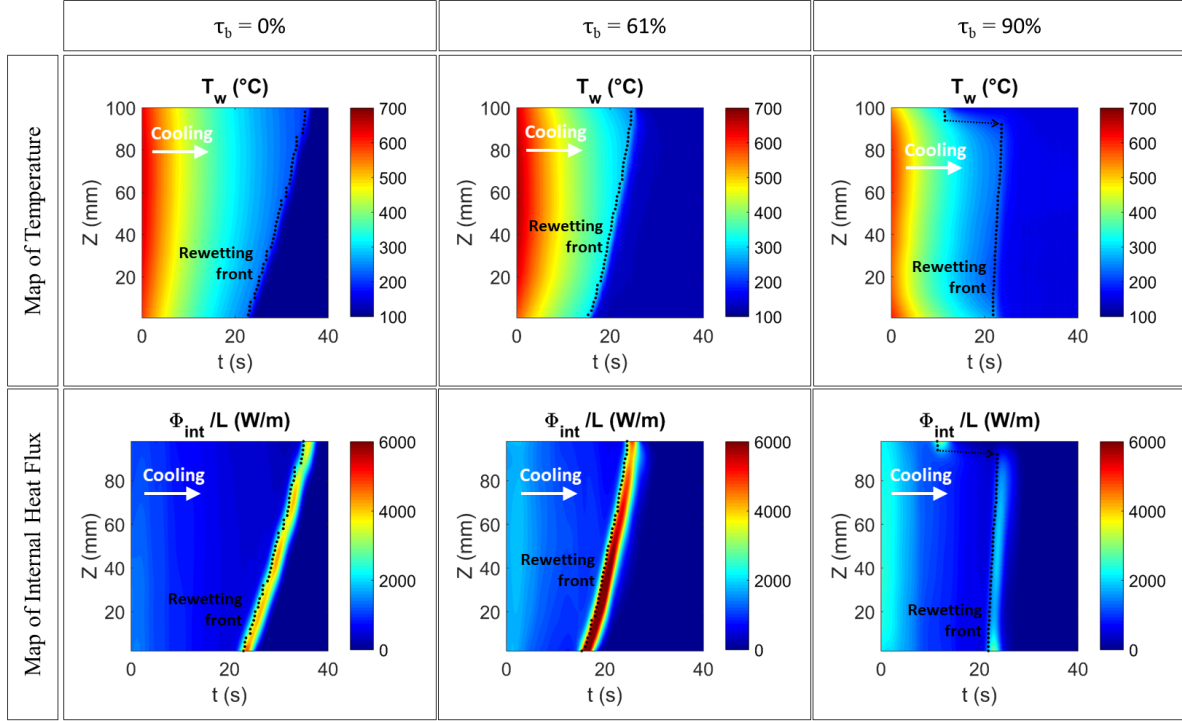 τb = 0%
τb = 61%
τb = 90%
Map of Temperature
Tw (°C)
100
80
60
40
20
Z (mm)
0
20
40
t (s)
700
600
500
400
300
200
100
Cooling
Rewetting
front
Tw (°C)
100
80
60
40
20
Z (mm)
0
20
40
t (s)
700
600
500
400
300
200
100
Cooling
Rewetting
front
Tw (°C)
100
80
60
40
20
Z (mm)
0
20
40
t (s)
700
600
500
400
300
200
100
Cooling
Rewetting
front
Map of Internal Heat Flux
Φint /L (W/m)
80
60
40
20
Z (mm)
0
20
40
t (s)
6000
4000
2000
0
Cooling
Rewetting
front
Φint /L (W/m)
80
60
40
20
Z (mm)
0
20
40
t (s)
6000
4000
2000
0
Cooling
Rewetting
front
Φint /L (W/m)
80
60
40
20
Z (mm)
0
20
40
t (s)
6000
4000
2000
0
Cooling
Rewetting
front